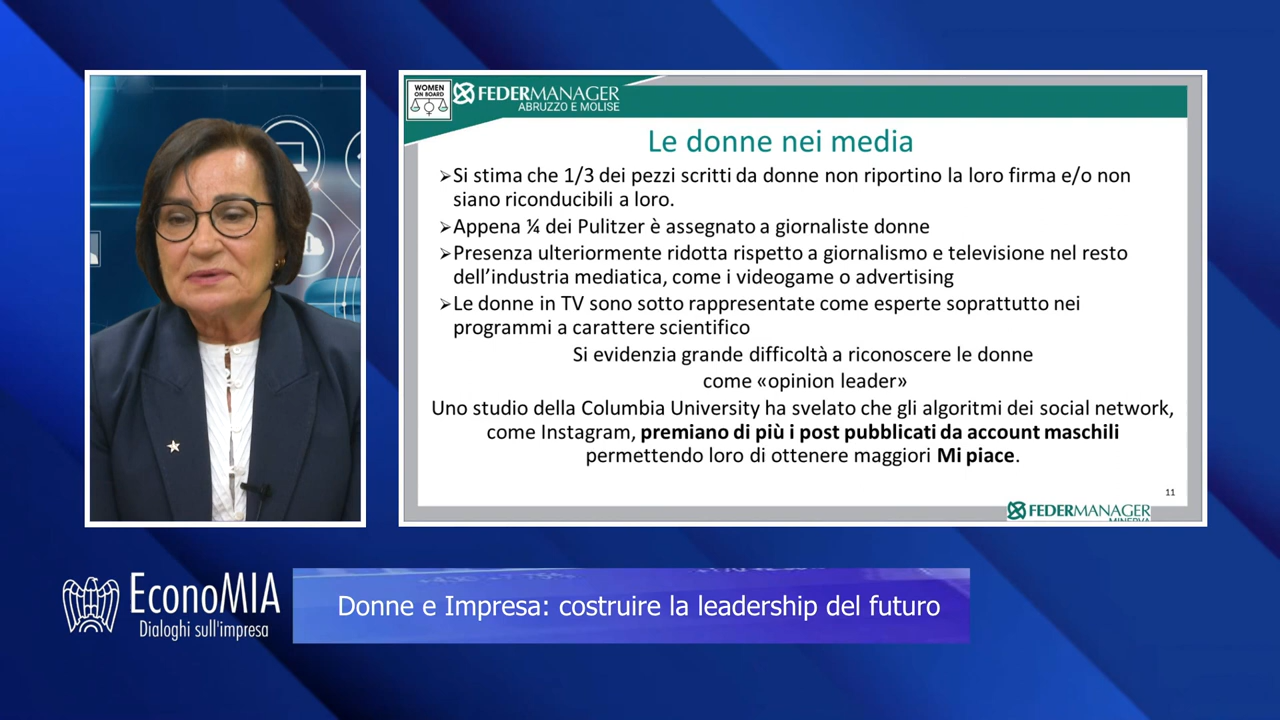 WOMEN
ON BOARD
FEDERMANAGER
ABRUZZO E MOLISE
Le donne nei media
➢Si stima che 1/3 dei pezzi scritti da donne non riportino la loro firma e/o non
siano riconducibili a loro.
➢Appena ¼ dei Pulitzer è assegnato a giornaliste donne
➢Presenza ulteriormente ridotta rispetto a giornalismo e televisione nel resto
dell’industria mediatica, come i videogame o advertising
➢Le donne in TV sono sotto rappresentate come esperte soprattutto nei
programmi a carattere scientifico
Si evidenzia grande difficoltà a riconoscere le donne
come «opinion leader»
Uno studio della Columbia University ha svelato che gli algoritmi dei social network,
come Instagram, premiano di più i post pubblicati da account maschili
permettendo loro di ottenere maggiori Mi piace.
11
FEDERMANAGER
MINERVA
EconoMIA
Dialoghi sull'impresa
Donne e Impresa: costruire la leadership del futuro